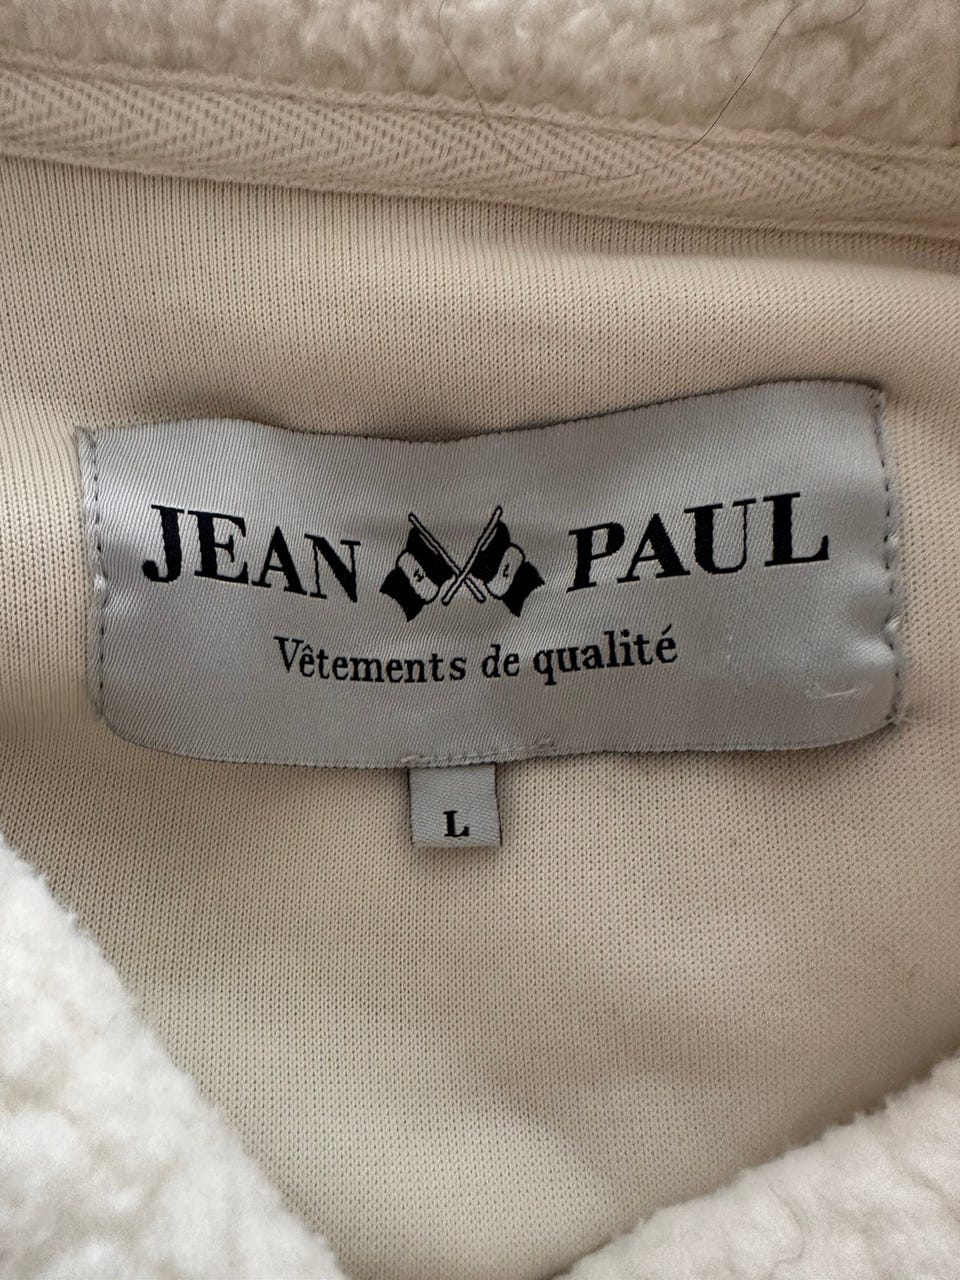 JEAN PAUL
Vêtements de qualité
L